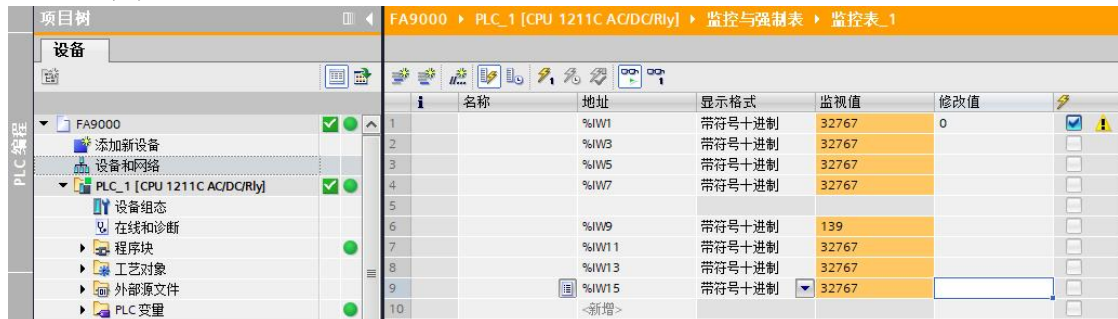 项目树
FA9000 ▸ PLC_1 [CPU 1211C AC/DC/Rly] ▸ 监控与强制表 ▸ 监控表_1
设备
PLC 编程
FA9000
添加新设备
设备和网络
PLC_1 [CPU 1211C AC/DC/Rly]
设备组态
在线和诊断
程序块
工艺对象
外部源文件
PLC 变量
i 名称 地址 显示格式 监视值 修改值
1 %IW1 带符号十进制 32767 0
2 %IW3 带符号十进制 32767
3 %IW5 带符号十进制 32767
4 %IW7 带符号十进制 32767
5
6 %IW9 带符号十进制 139
7 %IW11 带符号十进制 32767
8 %IW13 带符号十进制 32767
9 %IW15 带符号十进制 32767
10 <新增>